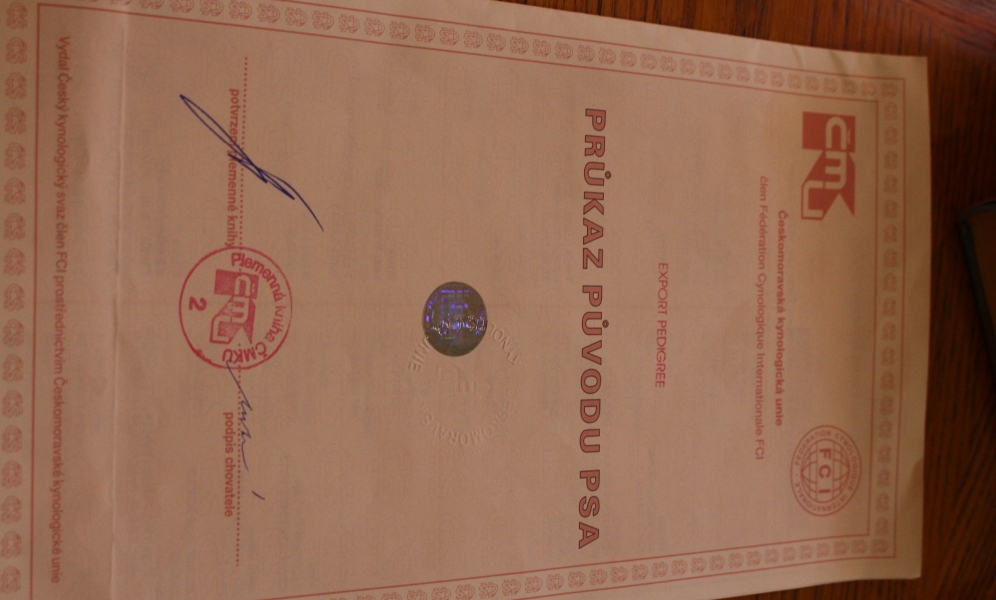 ČMKU
Českomoravská kynologická unie
člen Fédération Cynologique Internationale FCI
FCI
EXPORT PEDIGREE
PRŮKAZ PŮVODU PSA
potvrzení plemenné knihy
podpis chovatele
Plemenná kniha ČMKU
ČMKU
2
Vydal Český kynologický svaz člen FCI prostřednictvím Českomoravské kynologické unie